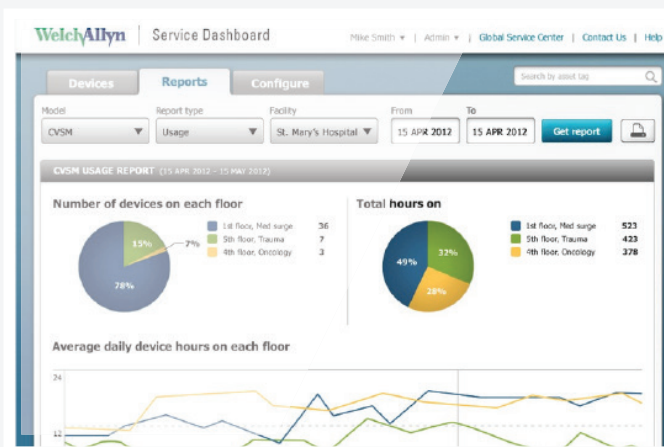 WelchAllyn | Service Dashboard
Mike Smith ▾ | Admin ▾ | Global Service Center | Contact Us | Help
Devices Reports Configure
Search by asset tag
Model Report type Facility From To
CVSM Usage St. Mary's Hospital 15 APR 2012 15 APR 2012 Get report
CVSM USAGE REPORT (15 APR 2012 - 15 MAY 2012)
Number of devices on each floor
15% 7%
78%
1st floor, Med surge 36
5th floor, Trauma 7
4th floor, Oncology 3
Total hours on
49% 32%
28%
1st floor, Med surge 523
5th floor, Trauma 423
4th floor, Oncology 378
Average daily device hours on each floor
24
12